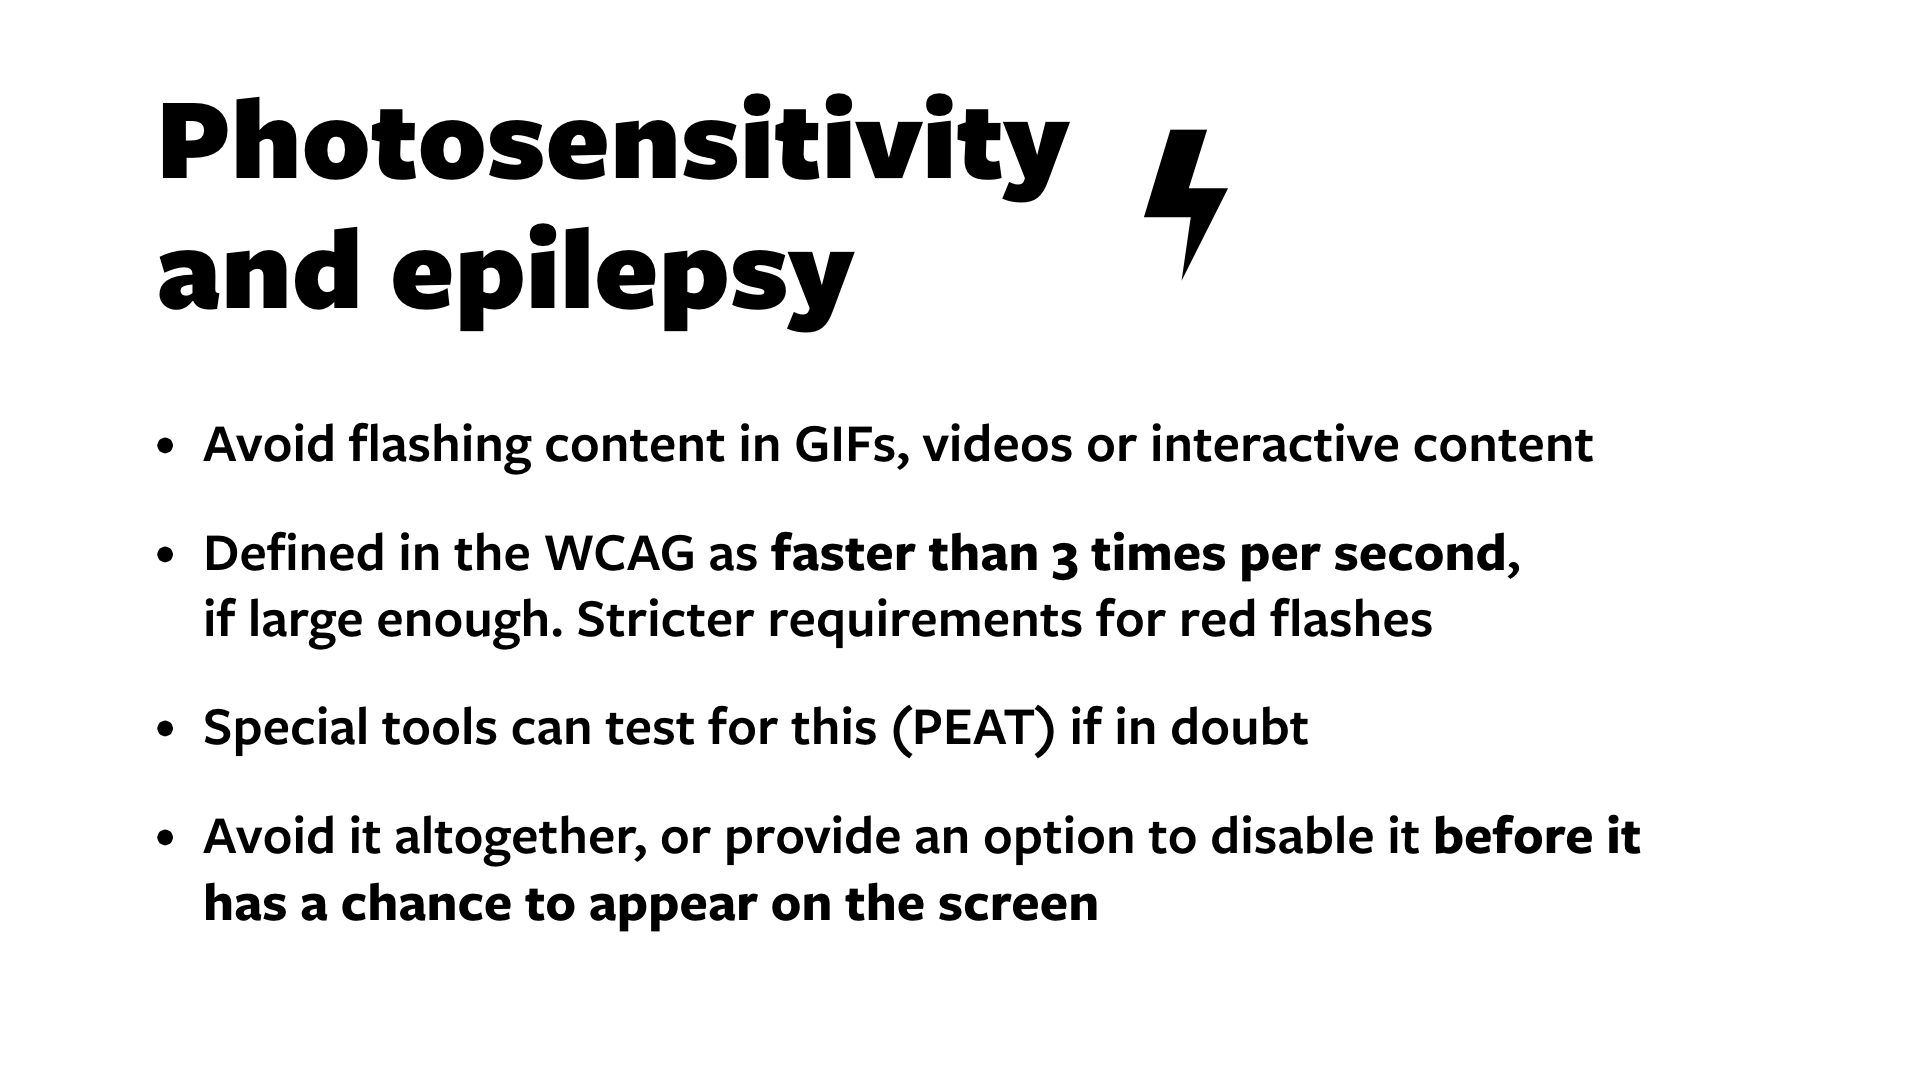 Photosensitivity
and epilepsy
• Avoid flashing content in GIFs, videos or interactive content
• Defined in the WCAG as faster than 3 times per second,
if large enough. Stricter requirements for red flashes
• Special tools can test for this (PEAT) if in doubt
• Avoid it altogether, or provide an option to disable it before it
has a chance to appear on the screen